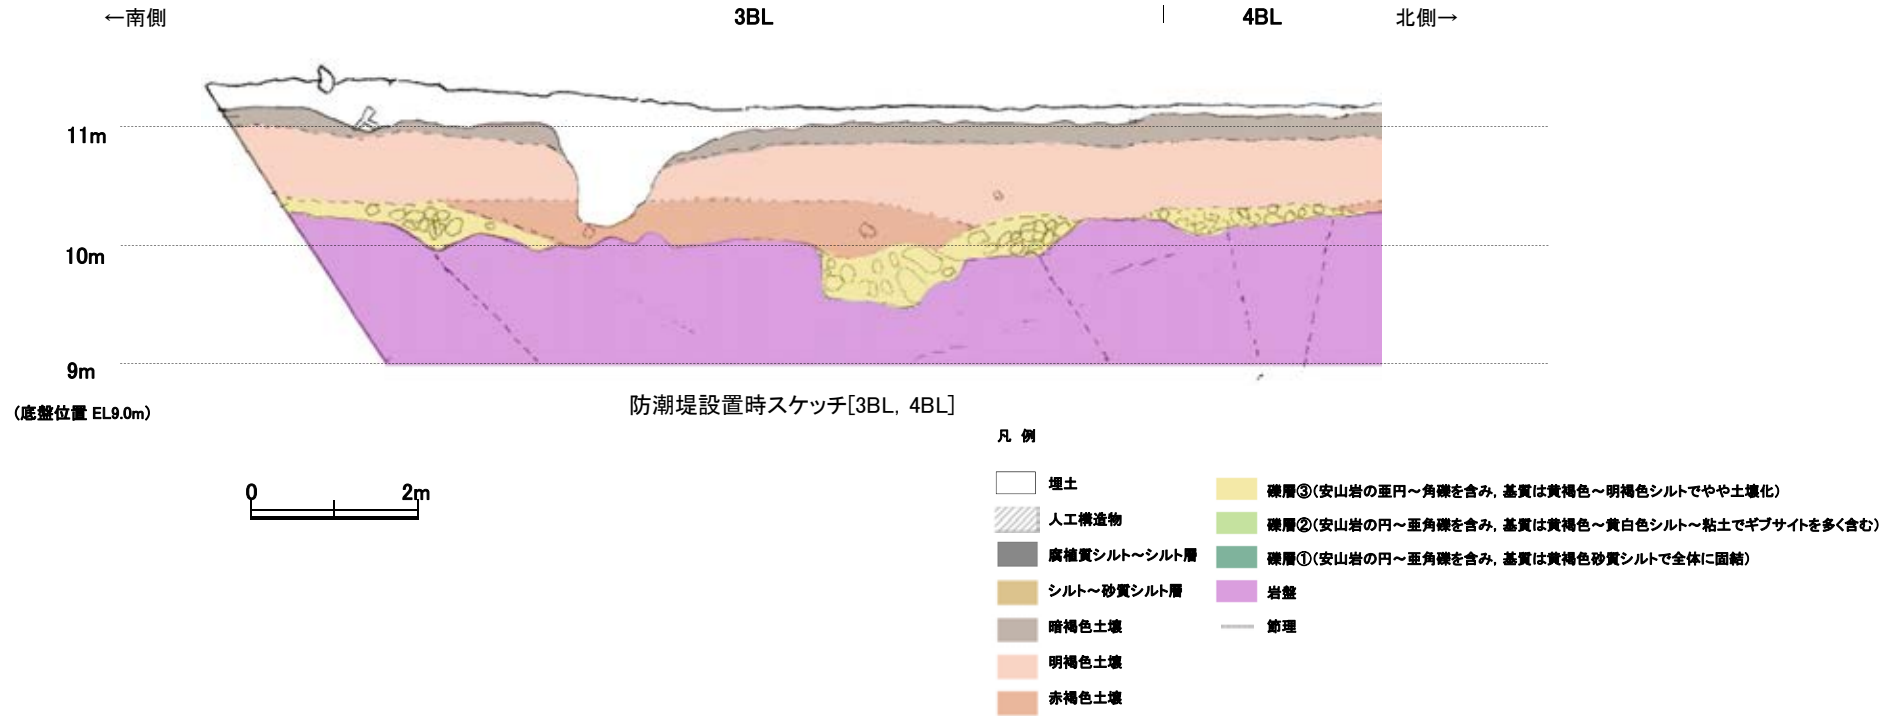 ←南側
3BL
4BL
北側→
11m
10m
9m
(底盤位置 EL9.0m)
防潮堤設置時スケッチ[3BL, 4BL]
0
2m
凡 例
埋土
人工構造物
腐植質シルト～シルト層
シルト～砂質シルト層
暗褐色土壌
明褐色土壌
赤褐色土壌
礫層③(安山岩の亜円～角礫を含み, 基質は黄褐色～明褐色シルトでやや土壌化)
礫層②(安山岩の円～亜角礫を含み, 基質は黄褐色～黄白色シルト～粘土でギブサイトを多く含む)
礫層①(安山岩の円～亜角礫を含み, 基質は黄褐色砂質シルトで全体に固結)
岩盤
節理